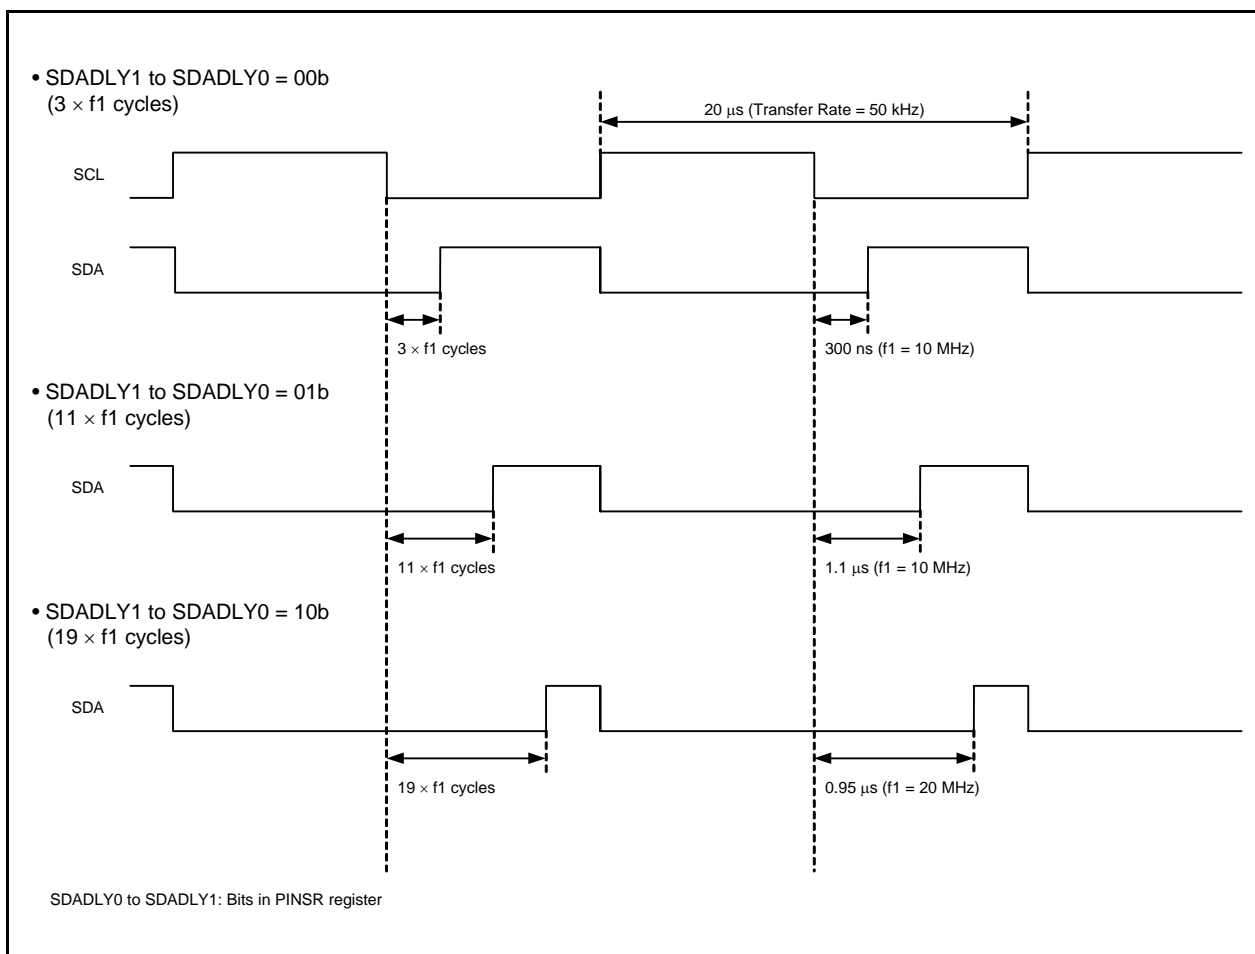 • SDADLY1 to SDADLY0 = 00b
(3 × f1 cycles)
20 μs (Transfer Rate = 50 kHz)
SCL
SDA
3 × f1 cycles
300 ns (f1 = 10 MHz)
• SDADLY1 to SDADLY0 = 01b
(11 × f1 cycles)
SDA
11 × f1 cycles
1.1 μs (f1 = 10 MHz)
• SDADLY1 to SDADLY0 = 10b
(19 × f1 cycles)
SDA
19 × f1 cycles
0.95 μs (f1 = 20 MHz)
SDADLY0 to SDADLY1: Bits in PINSR register